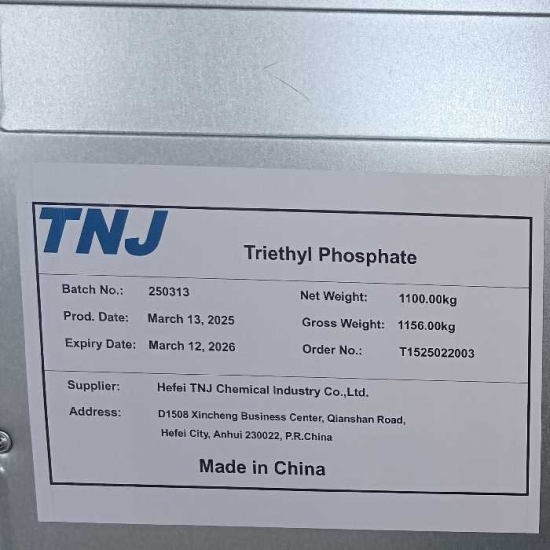 TNJ
Triethyl Phosphate
Batch No.: 250313 Net Weight: 1100.00kg
Prod. Date: March 13, 2025 Gross Weight: 1156.00kg
Expiry Date: March 12, 2026 Order No.: T1525022003
Supplier: Hefei TNJ Chemical Industry Co.,Ltd.
Address: D1508 Xincheng Business Center, Qianshan Road,
Hefei City, Anhui 230022, P.R.China
Made in China